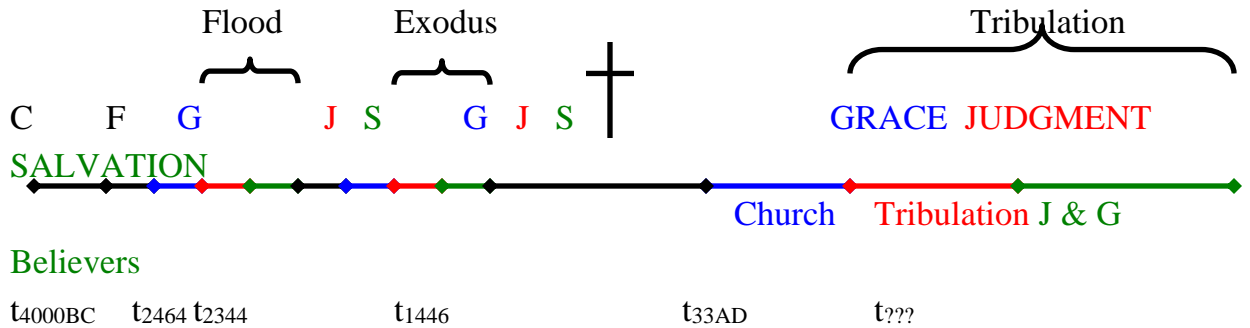 Flood Exodus Tribulation
C F G J S G J S GRACE JUDGMENT
SALVATION
Church Tribulation J & G
Believers
t4000BC t2464 t2344 t1446 t33AD t???